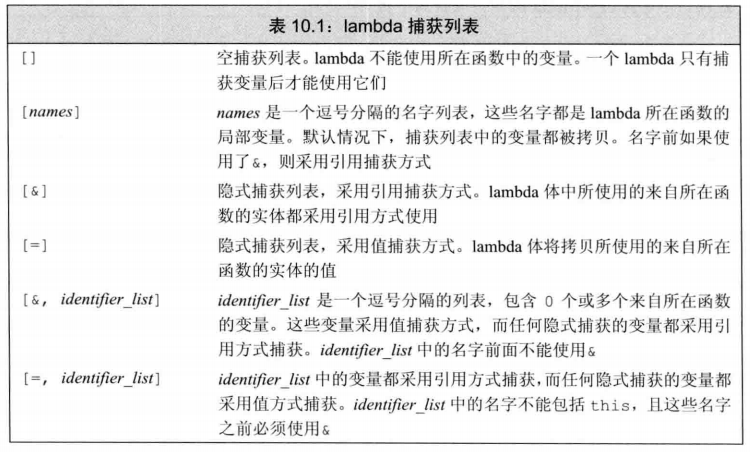 表 10.1：lambda 捕获列表
[] 空捕获列表。lambda 不能使用所在函数中的变量。一个 lambda 只有捕
获变量后才能使用它们
[names] names 是一个逗号分隔的名字列表，这些名字都是 lambda 所在函数的
局部变量。默认情况下，捕获列表中的变量都被拷贝。名字前如果使
用了&，则采用引用捕获方式
[&] 隐式捕获列表，采用引用捕获方式。lambda 体中所使用的来自所在函
数的实体都采用引用方式使用
[=] 隐式捕获列表，采用值捕获方式。lambda 体将拷贝所使用的来自所在
函数的实体的值
[&, identifier_list] identifier_list 是一个逗号分隔的列表，包含 0 个或多个来自所在函数
的变量。这些变量采用值捕获方式，而任何隐式捕获的变量都采用引
用方式捕获。identifier_list 中的名字前面不能使用&
[=, identifier_list] identifier_list 中的变量都采用引用方式捕获，而任何隐式捕获的变量都
采用值方式捕获。identifier_list 中的名字不能包括 this，且这些名字
之前必须使用&